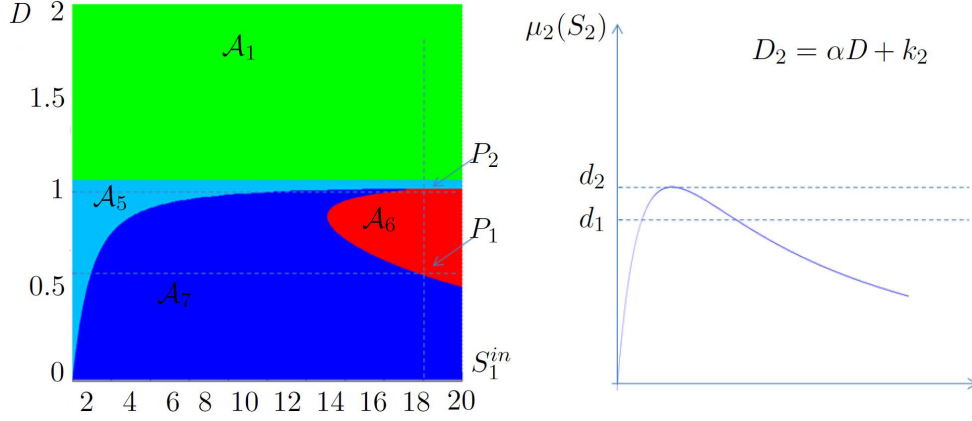 D 2
𝒜₁
1.5
P₂
1
𝒜₅
𝒜₆
P₁
0.5
𝒜₇
0
S₁ⁱⁿ
2 4 6 8 10 12 14 16 18 20
μ₂(S₂)
D₂ = αD + k₂
d₂
d₁